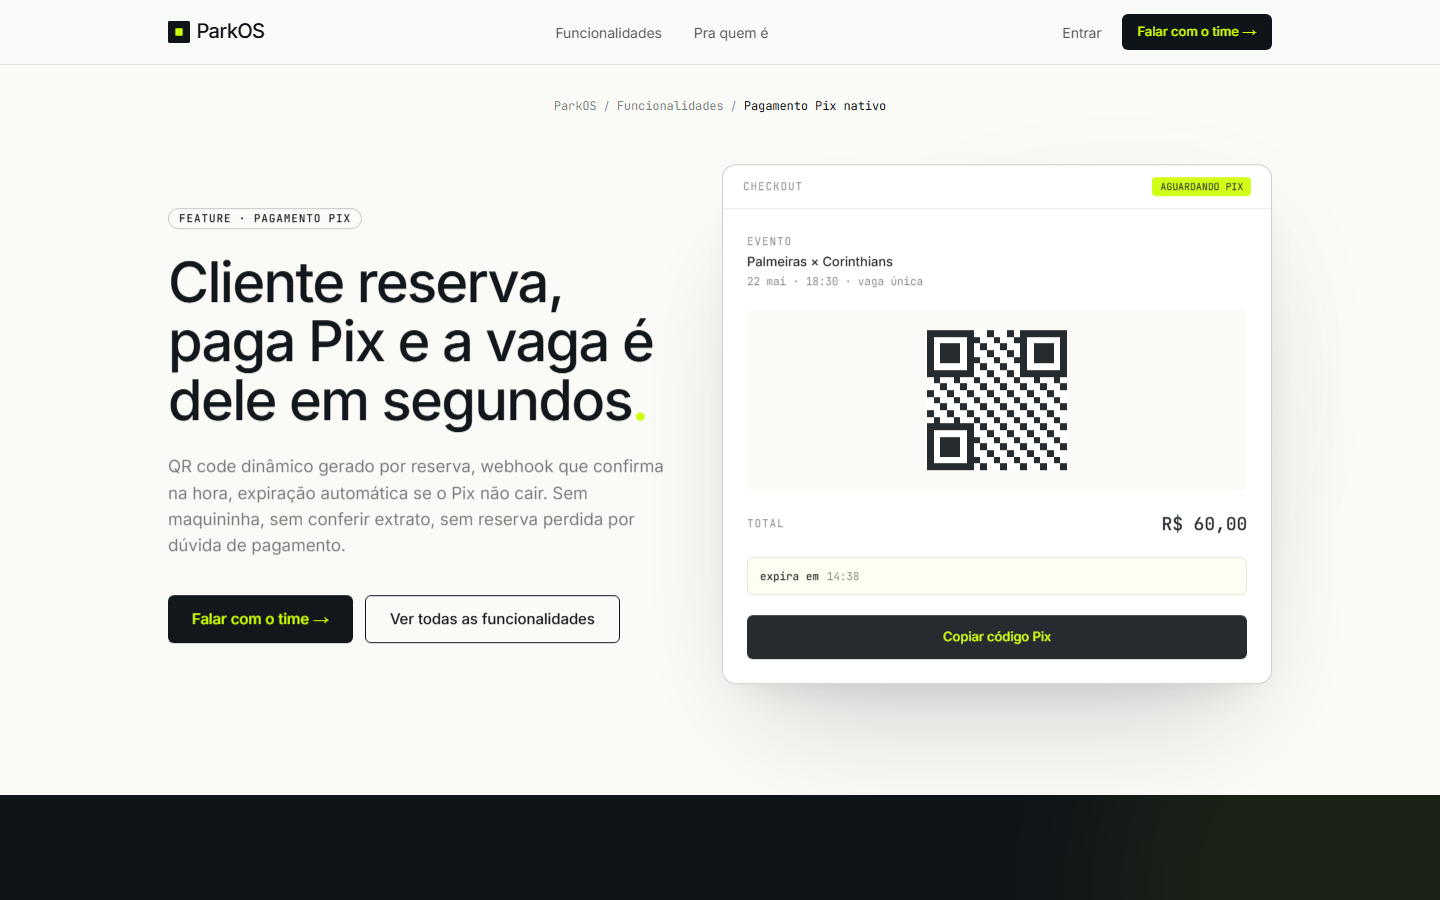 ParkOS
Funcionalidades
Pra quem é
Entrar
Falar com o time →
ParkOS / Funcionalidades / Pagamento Pix nativo
FEATURE · PAGAMENTO PIX
Cliente reserva,
paga Pix e a vaga é
dele em segundos.
QR code dinâmico gerado por reserva, webhook que confirma
na hora, expiração automática se o Pix não cair. Sem
maquininha, sem conferir extrato, sem reserva perdida por
dúvida de pagamento.
Falar com o time →
Ver todas as funcionalidades
CHECKOUT
AGUARDANDO PIX
EVENTO
Palmeiras × Corinthians
22 mai · 18:30 · vaga única
TOTAL
R$ 60,00
expira em 14:38
Copiar código Pix